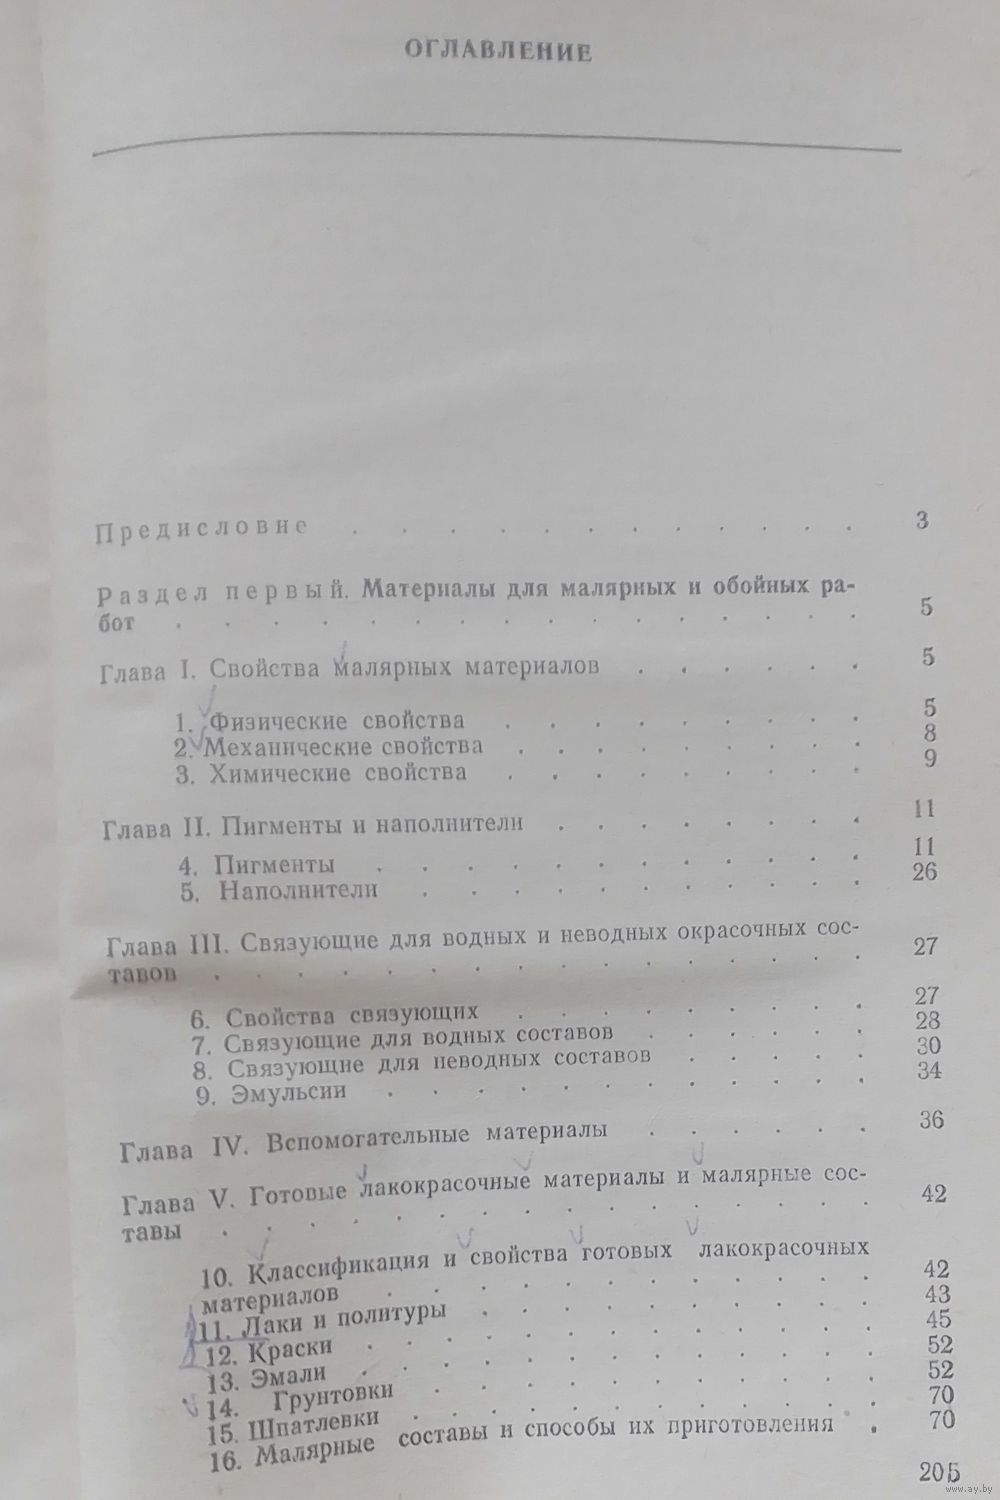 ОГЛАВЛЕНИЕ
Предисловие . . . . . . . . . . . . 3
Раздел первый. Материалы для малярных и обойных ра-
бот . . . . . . . . . . . . . . 5
Глава I. Свойства малярных материалов . . . . . . 5
1. Физические свойства . . . . . . . . . 5
2. Механические свойства . . . . . . . . 8
3. Химические свойства . . . . . . . . . 9
Глава II. Пигменты и наполнители . . . . . . . . 11
4. Пигменты . . . . . . . . . . . . 11
5. Наполнители . . . . . . . . . . . 26
Глава III. Связующие для водных и неводных окрасочных сос-
тавов . . . . . . . . . . . . . . . 27
6. Свойства связующих . . . . . . . . . 27
7. Связующие для водных составов . . . . . 28
8. Связующие для неводных составов . . . . . 30
9. Эмульсии . . . . . . . . . . . . 34
Глава IV. Вспомогательные материалы . . . . . . 36
Глава V. Готовые лакокрасочные материалы и малярные сос-
тавы . . . . . . . . . . . . . . . 42
10. Классификация и свойства готовых лакокрасочных
материалов . . . . . . . . . . . 42
11. Лаки и политуры . . . . . . . . . . 43
12. Краски . . . . . . . . . . . . 45
13. Эмали . . . . . . . . . . . . 52
14. Грунтовки . . . . . . . . . . . 52
15. Шпатлевки . . . . . . . . . . . 70
16. Малярные составы и способы их приготовления . 70
205
www.ay.by